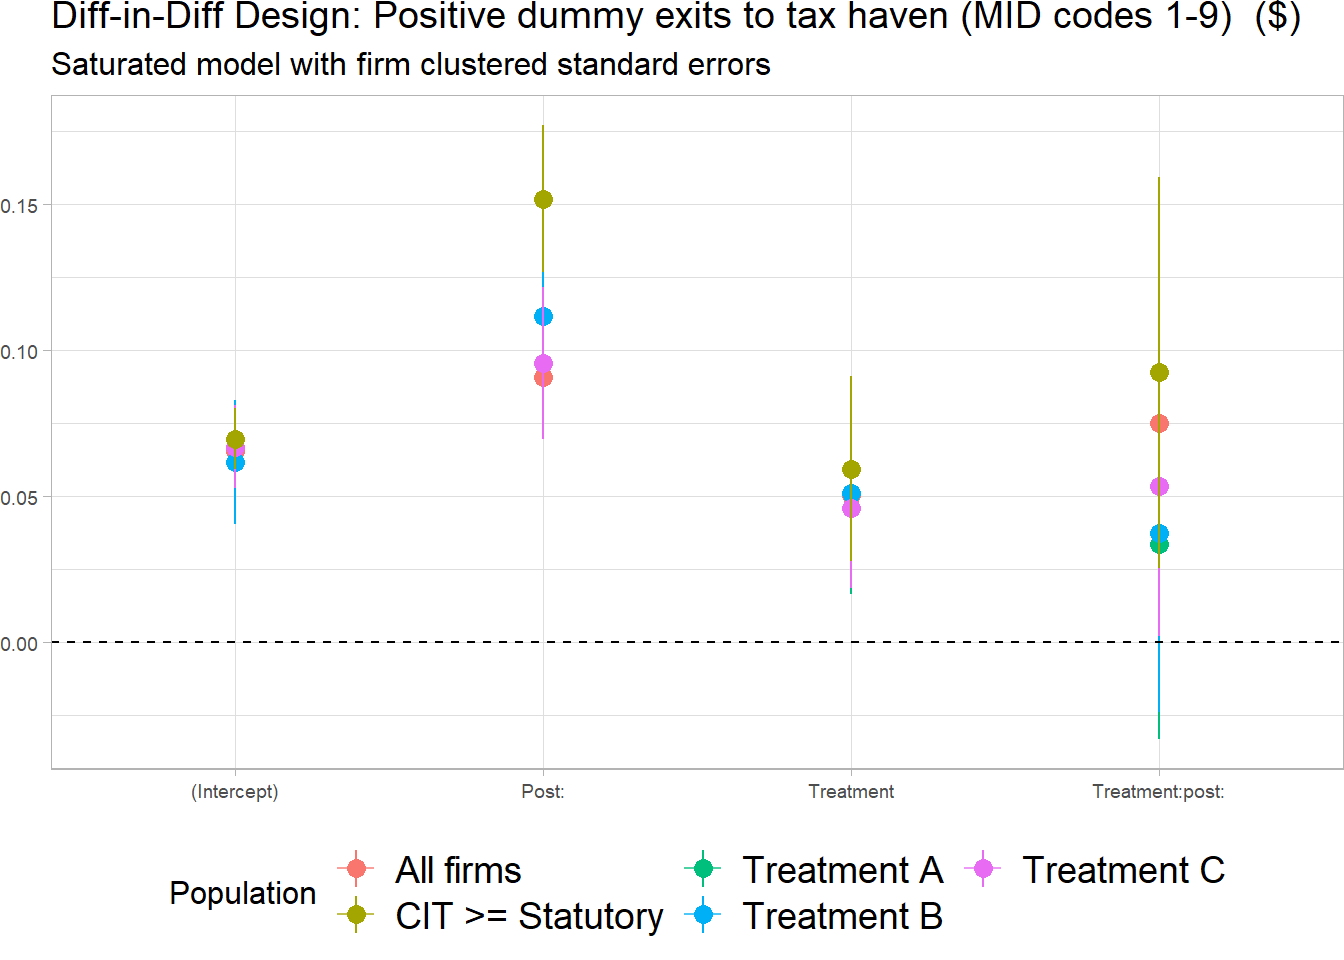 Diff-in-Diff Design: Positive dummy exits to tax haven (MID codes 1-9)  ($)
Saturated model with firm clustered standard errors
0.15
0.10
0.05
0.00
(Intercept)
Post:
Treatment
Treatment:post:
Population
All firms
Treatment A
Treatment C
CIT >= Statutory
Treatment B